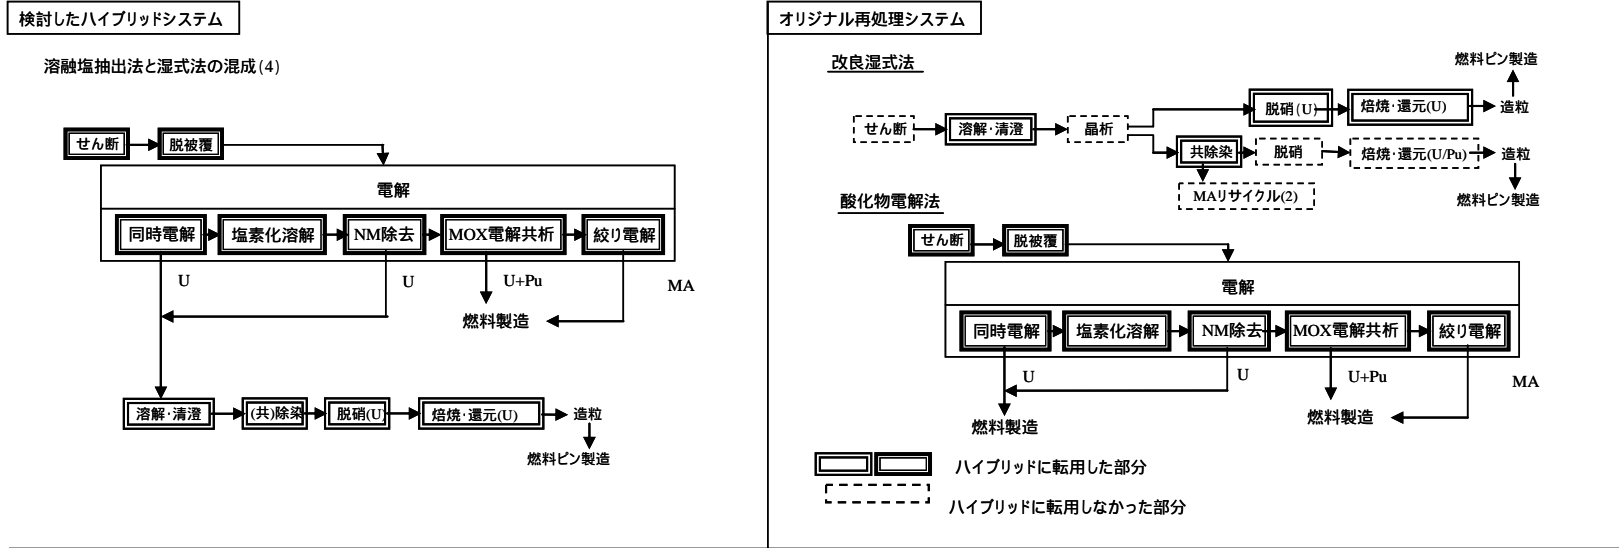 検討したハイブリッドシステム
溶融塩抽出法と湿式法の混成(4)
せん断
脱被覆
電解
同時電解
塩素化溶解
NM除去
MOX電解共析
絞り電解
U
U
U+Pu
MA
燃料製造
溶解・清澄
(共)除染
脱硝(U)
焙焼・還元(U)
造粒
燃料ピン製造
オリジナル再処理システム
改良湿式法
燃料ピン製造
せん断
溶解・清澄
晶析
脱硝(U)
焙焼・還元(U)
造粒
共除染
脱硝
焙焼・還元(U/Pu)
造粒
MAリサイクル(2)
燃料ピン製造
酸化物電解法
せん断
脱被覆
電解
同時電解
塩素化溶解
NM除去
MOX電解共析
絞り電解
U
U
U+Pu
MA
燃料製造
燃料製造
ハイブリッドに転用した部分
ハイブリッドに転用しなかった部分